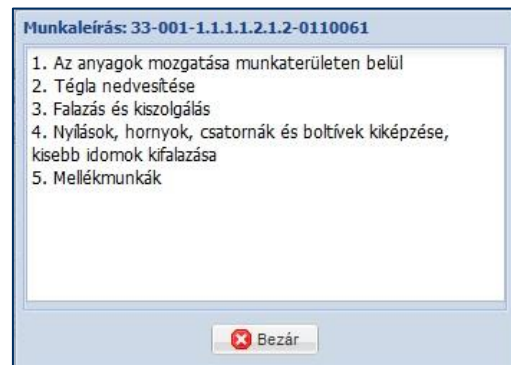 Munkaleírás: 33-001-1.1.1.1.2.1.2-0110061
1. Az anyagok mozgatása munkaterületen belül
2. Tégla nedvesítése
3. Falazás és kiszolgálás
4. Nyílások, hornyok, csatornák és boltívek kiképzése,
kisebb idomok kifalazása
5. Mellékmunkák
Bezár